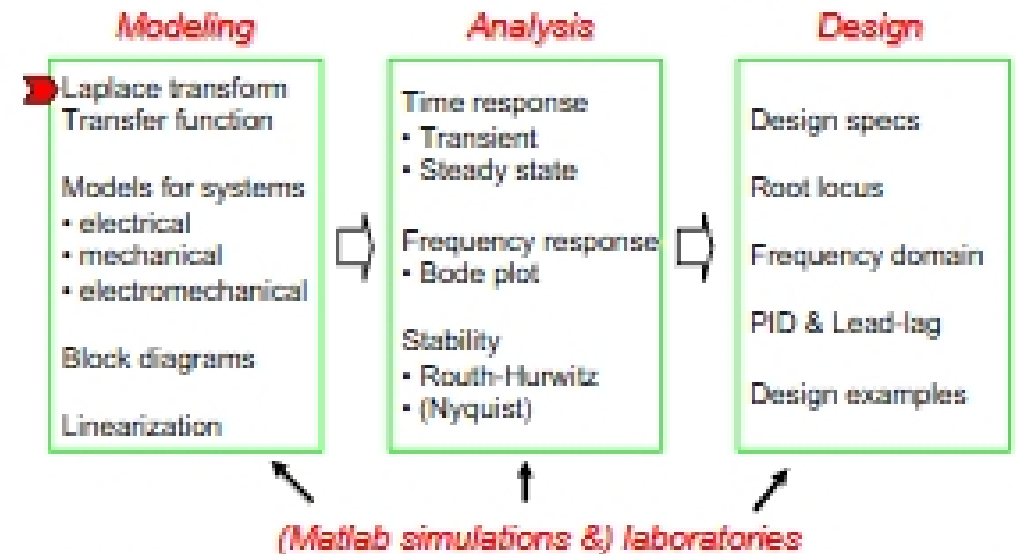 Modeling
Laplace transform
Transfer function
Models for systems
• electrical
• mechanical
• electromechanical
Block diagrams
Linearization
Analysis
Time response
• Transient
• Steady state
Frequency response
• Bode plot
Stability
• Routh-Hurwitz
• (Nyquist)
Design
Design specs
Root locus
Frequency domain
PID & Lead-lag
Design examples
(Matlab simulations &) laboratories